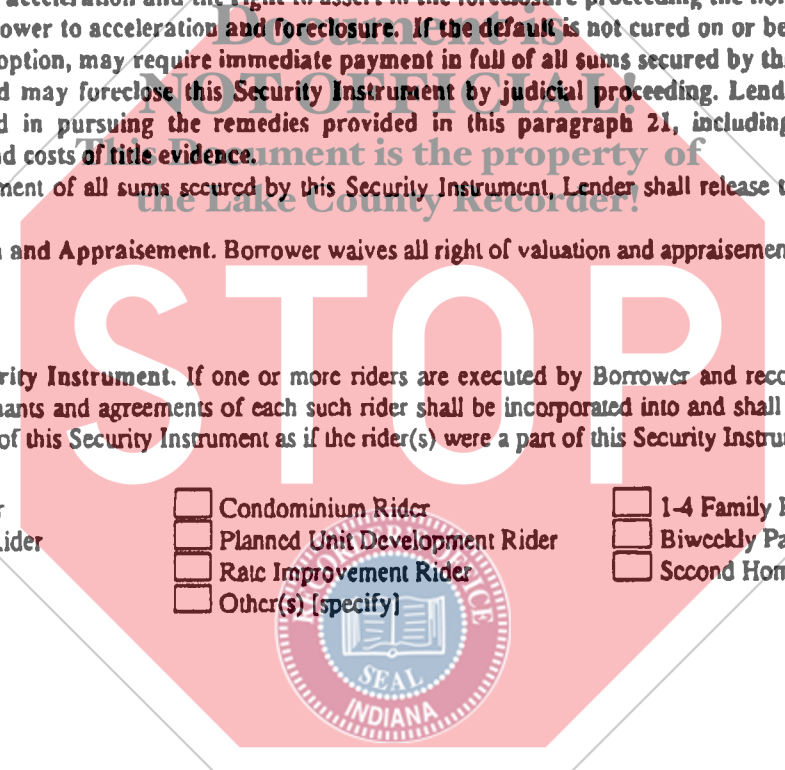 acceleration and the right to assert in the foreclosure proceeding the non
ower to acceleration and foreclosure. If the default is not cured on or be
option, may require immediate payment in full of all sums secured by th
d may foreclose this Security Instrument by judicial proceeding. Lend
d in pursuing the remedies provided in this paragraph 21, including
nd costs of title evidence.
ment of all sums secured by this Security Instrument, Lender shall release t
n and Appraisement. Borrower waives all right of valuation and appraisemen
rity Instrument. If one or more riders are executed by Borrower and reco
nants and agreements of each such rider shall be incorporated into and shall
of this Security Instrument as if the rider(s) were a part of this Security Instru
r
Rider
Condominium Rider
Planned Unit Development Rider
Rate Improvement Rider
Other(s) [specify]
1-4 Family
Biweekly Pa
Second Hom
Document is
NOT OFFICIAL!
This Document is the property of
the Lake County Recorder!
STOP
RECORDER'S OFFICE
SEAL
INDIANA